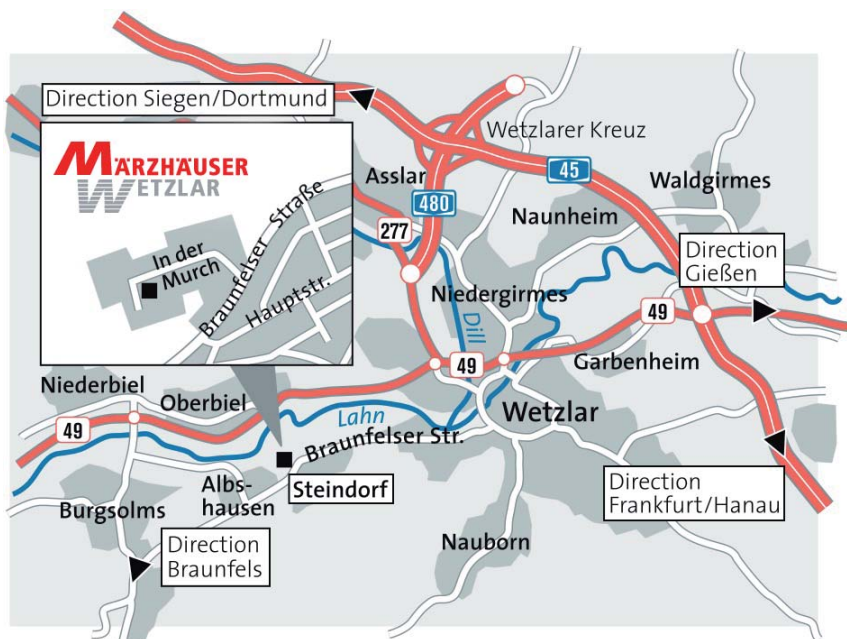 Direction Siegen/Dortmund
MÄRZHÄUSER
WETZLAR
In der
Murch
Braunfelser Straße
Hauptstr.
Wetzlarer Kreuz
45
Asslar
480
277
Naunheim
Waldgirmes
Direction
Gießen
Niedergirmes
Dill
49
49
Garbenheim
Niederbiel
Oberbiel
49
Lahn
Braunfelser Str.
Wetzlar
Steindorf
Albs-
hausen
Burgsolms
Direction
Braunfels
Nauborn
Direction
Frankfurt/Hanau